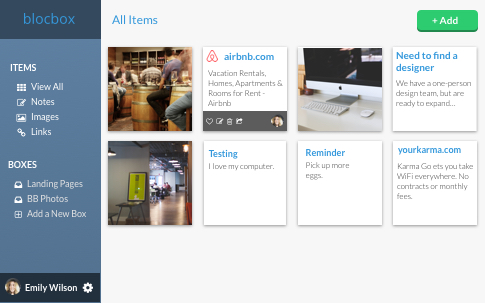 blocbox
All Items
+ Add
ITEMS
View All
Notes
Images
Links
BOXES
Landing Pages
BB Photos
Add a New Box
Emily Wilson
airbnb.com
Vacation Rentals,
Homes, Apartments &
Rooms for Rent -
Airbnb
Need to find a
designer
We have a one-person
design team, but are
ready to expand...
Testing
I love my computer.
Reminder
Pick up more
eggs.
yourkarma.com
Karma Go ets you take
WiFi everywhere. No
contracts or monthly
fees.